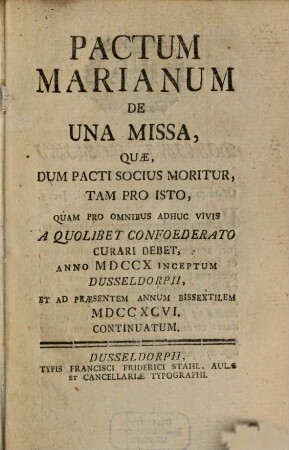 PACTUM
MARIANUM
DE
UNA MISSA,
QUÆ,
DUM PACTI SOCIUS MORITUR,
TAM PRO ISTO,
QUAM PRO OMNIBUS ADHUC VIVIS
A QUOLIBET CONFOEDERATO
CURARI DEBET,
ANNO MDCCX INCEPTUM
DUSSELDORPII,
ET AD PRÆSENTEM ANNUM BISSEXTILEM
MDCCXCVI.
CONTINUATUM.
DUSSELDORPII,
TYPIS FRANCISCI FRIDERICI STAHL, AULÆ
ET CANCELLARIÆ TYPOGRAPHI.